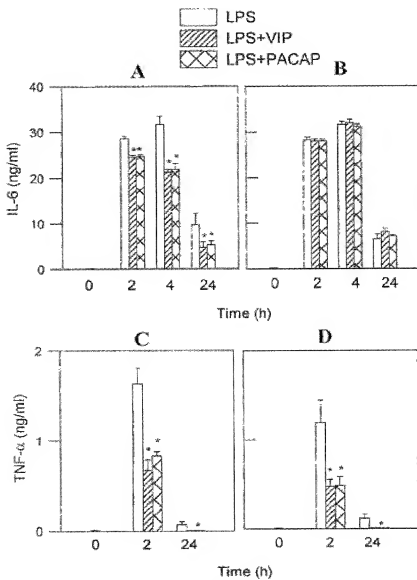 LPS
LPS+VIP
LPS+PACAP
A
B
40
30
20
10
0
IL-6 (ng/ml)
** * * * *
0 2 4 24 0 2 4 24
Time (h)
C
D
2
1
0
TNF-α (ng/ml)
* * * * * *
0 2 24 0 2 24
Time (h) Time (h)